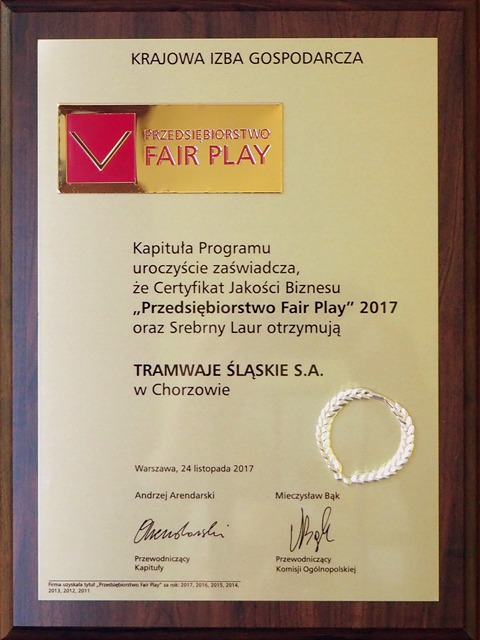 KRAJOWA IZBA GOSPODARCZA
PRZEDSIĘBIORSTWO
FAIR PLAY
Kapituła Programu
uroczyście zaświadcza,
że Certyfikat Jakości Biznesu
„Przedsiębiorstwo Fair Play” 2017
oraz Srebrny Laur otrzymują
TRAMWAJE ŚLĄSKIE S.A.
w Chorzowie
Warszawa, 24 listopada 2017
Andrzej Arendarski Mieczysław Bąk
Przewodniczący Przewodniczący
Kapituły Komisji Ogólnopolskiej
Firma uzyskała tytuł „Przedsiębiorstwo Fair Play” za rok: 2017, 2016, 2015, 2014,
2013, 2012, 2011